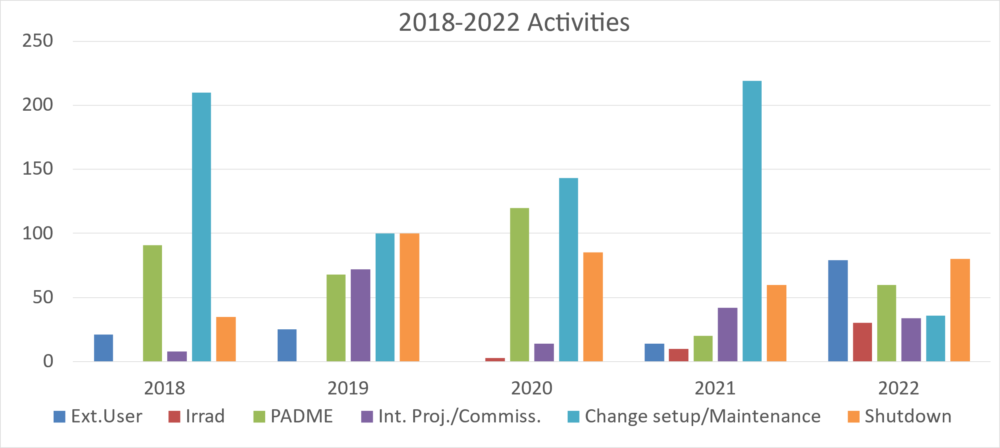 2018-2022 Activities
250
200
150
100
50
0
2018 2019 2020 2021 2022
Ext.User Irrad PADME Int. Proj./Commiss. Change setup/Maintenance Shutdown